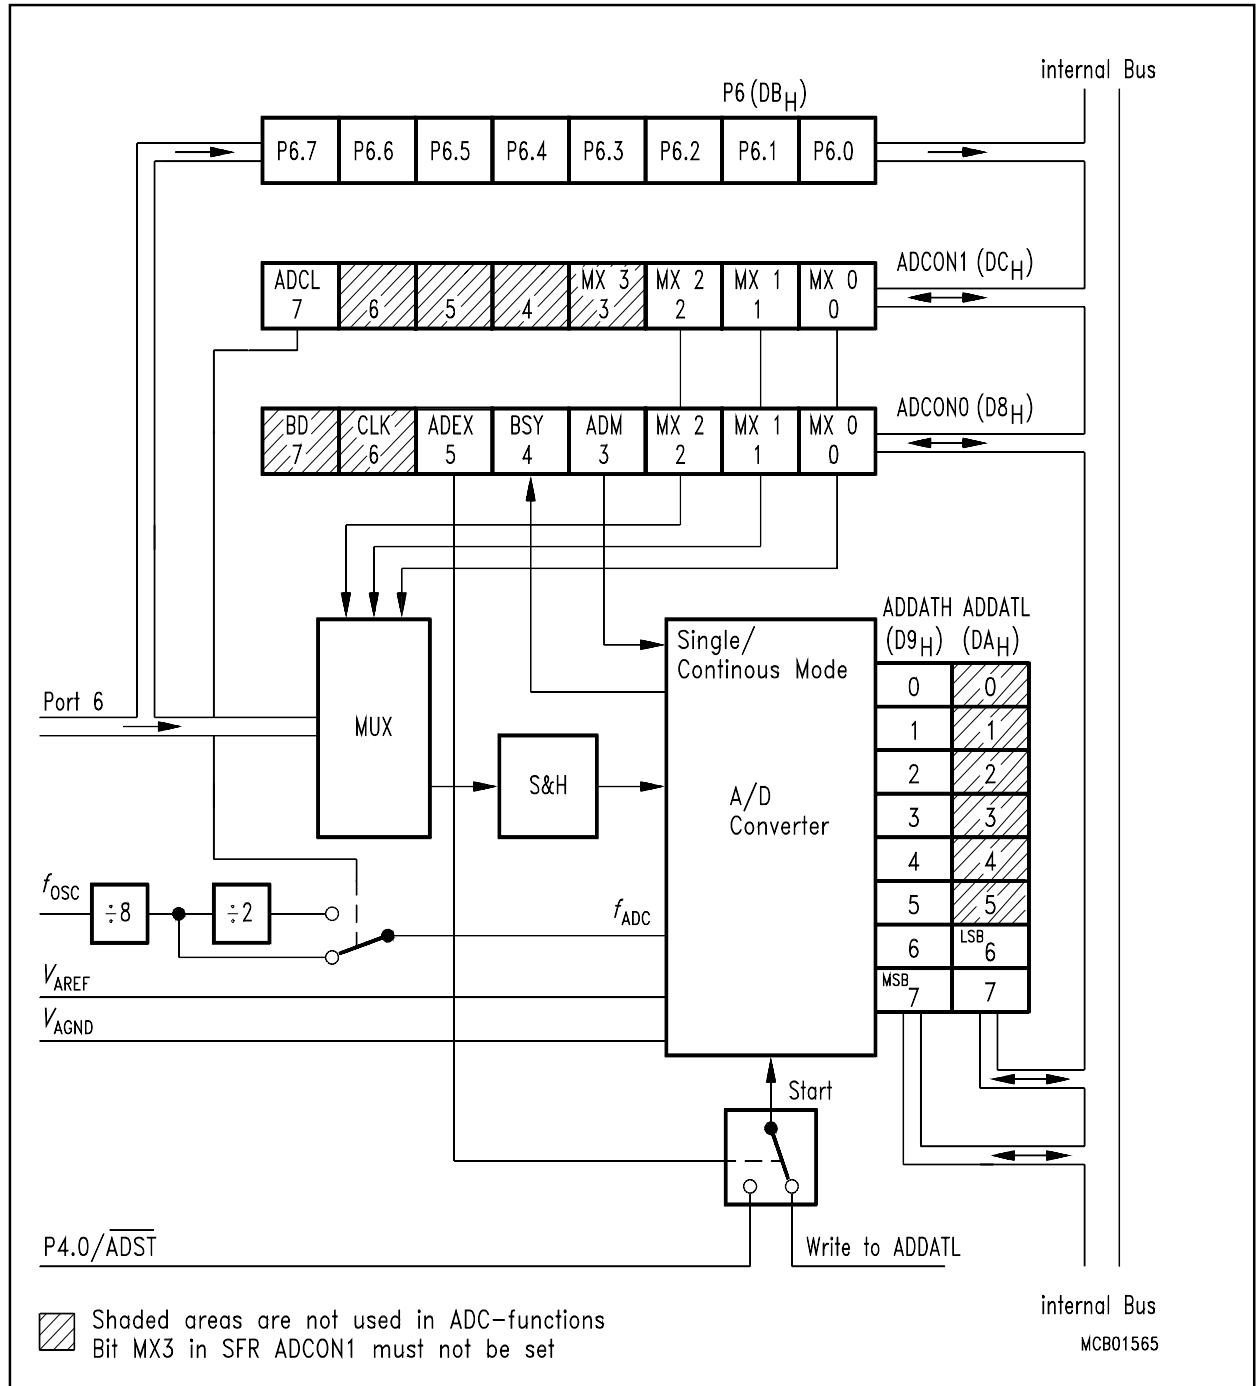 internal Bus
P6 (DBH)
P6.7 P6.6 P6.5 P6.4 P6.3 P6.2 P6.1 P6.0
ADCON1 (DCH)
ADCL MX 3 MX 2 MX 1 MX 0
7 6 5 4 3 2 1 0
ADCON0 (D8H)
BD CLK ADEX BSY ADM MX 2 MX 1 MX 0
7 6 5 4 3 2 1 0
ADDATH ADDATL
(D9H) (DAH)
Single/
Continous Mode
Port 6
MUX
S&H
A/D
Converter
0 0
1 1
2 2
3 3
4 4
5 5
6 LSB 6
MSB 7 7
fOSC
÷8
÷2
fADC
VAREF
VAGND
Start
P4.0/ADST
Write to ADDATL
internal Bus
Shaded areas are not used in ADC-functions
Bit MX3 in SFR ADCON1 must not be set
MCB01565